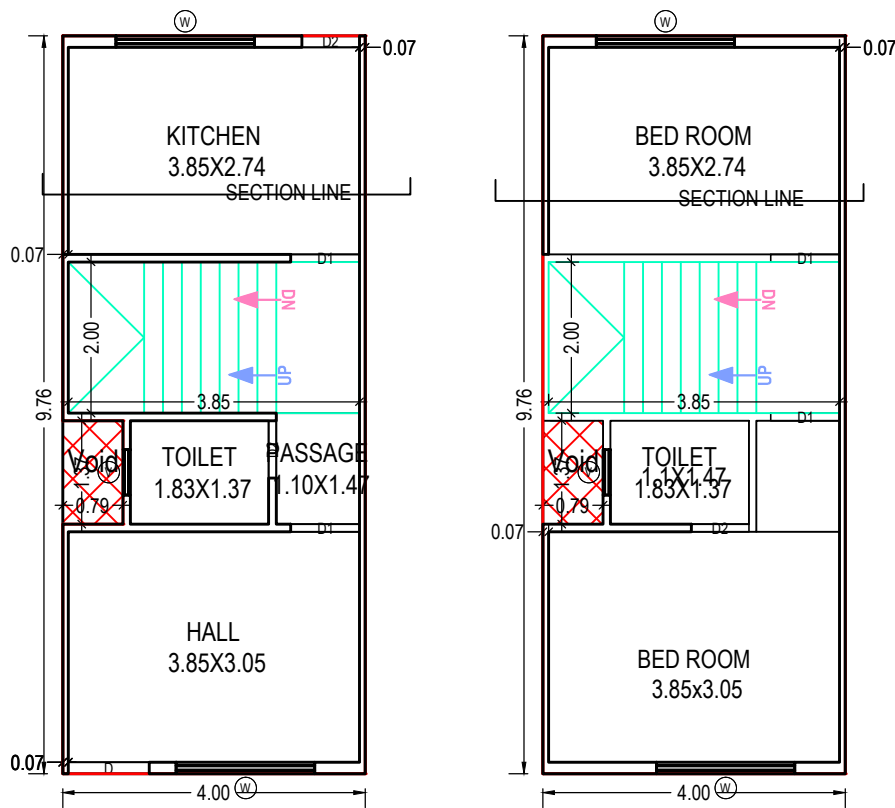 W
D2
0.07
KITCHEN
3.85X2.74
SECTION LINE
0.07
D1
DN
2.00
UP
3.85
9.76
Void
W
0.79
TOILET
1.83X1.37
PASSAGE
1.10X1.47
D1
HALL
3.85X3.05
0.07
D
W
4.00
W
0.07
BED ROOM
3.85X2.74
SECTION LINE
D1
DN
2.00
UP
3.85
9.76
D1
Void
W
0.79
TOILET
1.1X1.47
1.83X1.37
0.07
D2
BED ROOM
3.85x3.05
W
4.00